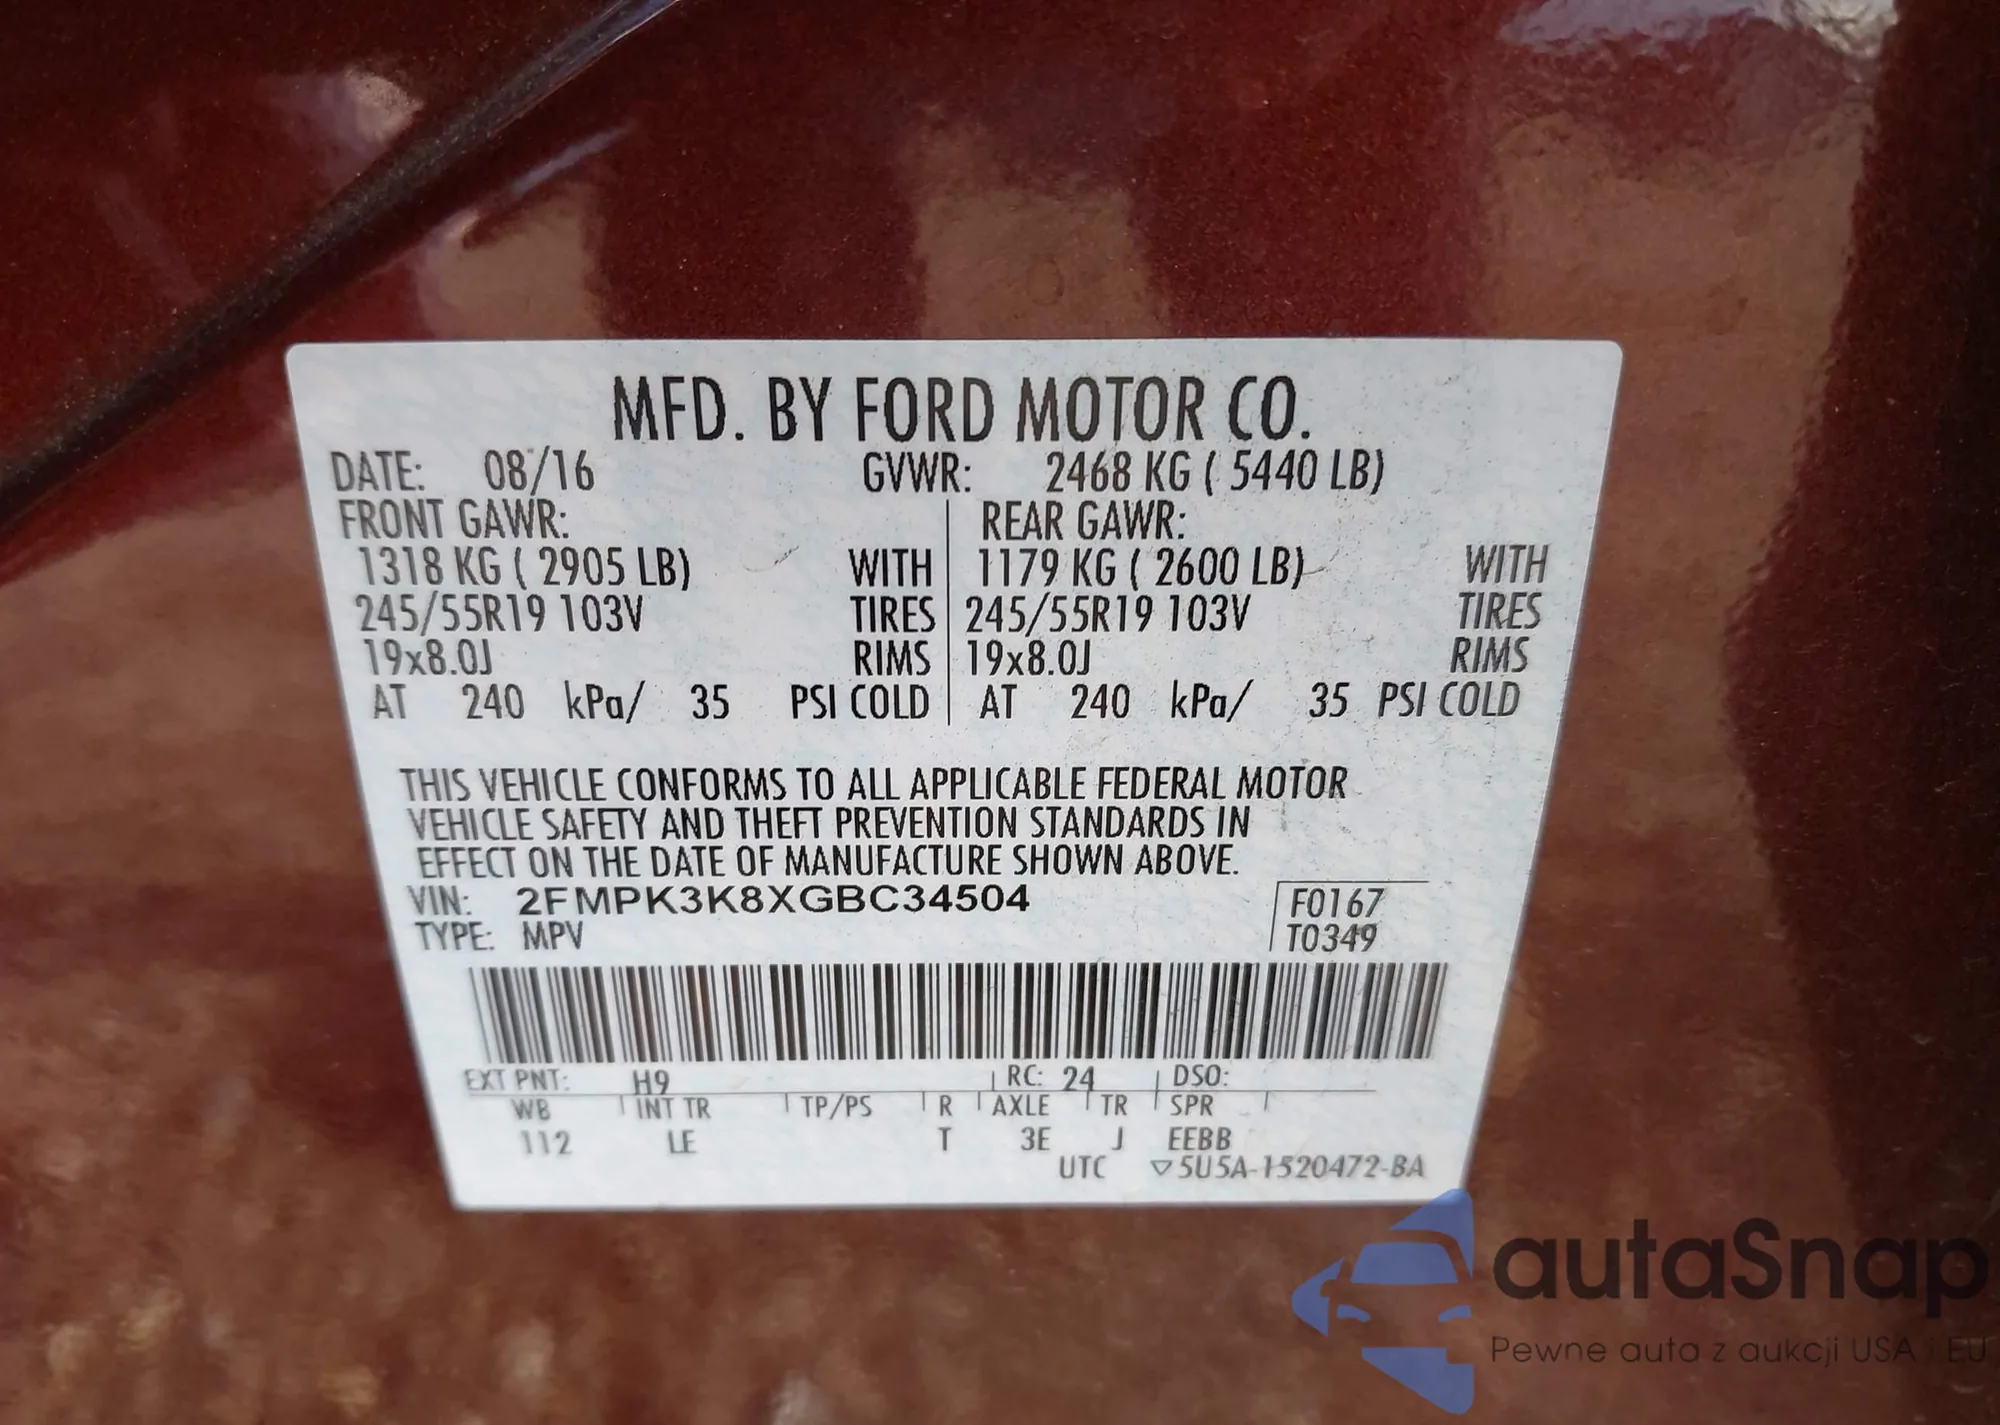 MFD. BY FORD MOTOR CO.
DATE: 08/16 GVWR: 2468 KG ( 5440 LB)
FRONT GAWR: REAR GAWR:
1318 KG ( 2905 LB) WITH 1179 KG ( 2600 LB) WITH
245/55R19 103V TIRES 245/55R19 103V TIRES
19x8.0J RIMS 19x8.0J RIMS
AT 240 kPa/ 35 PSI COLD AT 240 kPa/ 35 PSI COLD
THIS VEHICLE CONFORMS TO ALL APPLICABLE FEDERAL MOTOR
VEHICLE SAFETY AND THEFT PREVENTION STANDARDS IN
EFFECT ON THE DATE OF MANUFACTURE SHOWN ABOVE.
VIN: 2FMPK3K8XGBC34504 F0167
TYPE: MPV T0349
EXT PNT: H9 RC: 24 DSO:
WB INT TR TP/PS R AXLE TR SPR
112 LE T 3E J EEBB
UTC ▽5U5A-1520472-BA
autaSnap
Pewne auta z aukcji USA i EU